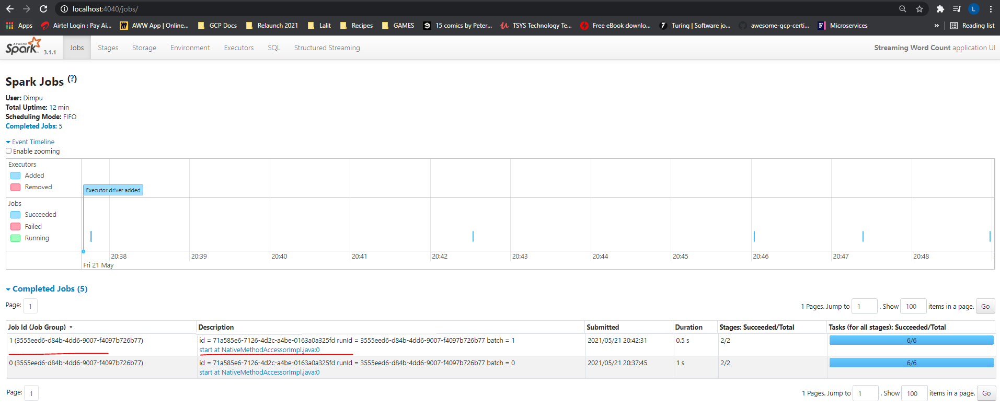 localhost:4040/jobs/
L
Apps Airtel Login : Pay Ai... AWW App | Online... GCP Docs Relaunch 2021 Lalit Recipes GAMES 15 comics by Peter... TSYS Technology Te... Free eBook downlo... Turing | Software jo... awesome-gcp-certi... Microservices » Reading list
APACHE Spark 3.1.1 Jobs Stages Storage Environment Executors SQL Structured Streaming Streaming Word Count application UI
Spark Jobs (?)
User: Dimpu
Total Uptime: 12 min
Scheduling Mode: FIFO
Completed Jobs: 5
Event Timeline
Enable zooming
Executors
Added
Removed
Executor driver added
Jobs
Succeeded
Failed
Running
20:38 20:39 20:40 20:41 20:42 20:43 20:44 20:45 20:46 20:47 20:48
Fri 21 May
Completed Jobs (5)
Page: 1 1 Pages. Jump to 1 . Show 100 items in a page. Go
Job Id (Job Group) Description Submitted Duration Stages: Succeeded/Total Tasks (for all stages): Succeeded/Total
1 (3555eed6-d84b-4dd6-9007-f4097b726b77) id = 71a585e6-7126-4d2c-a4be-0163a0a325fd runId = 3555eed6-d84b-4dd6-9007-f4097b726b77 batch = 1 2021/05/21 20:42:31 0.5 s 2/2 6/6
start at NativeMethodAccessorImpl.java:0
0 (3555eed6-d84b-4dd6-9007-f4097b726b77) id = 71a585e6-7126-4d2c-a4be-0163a0a325fd runId = 3555eed6-d84b-4dd6-9007-f4097b726b77 batch = 0 2021/05/21 20:37:45 1 s 2/2 6/6
start at NativeMethodAccessorImpl.java:0
Page: 1 1 Pages. Jump to 1 . Show 100 items in a page. Go